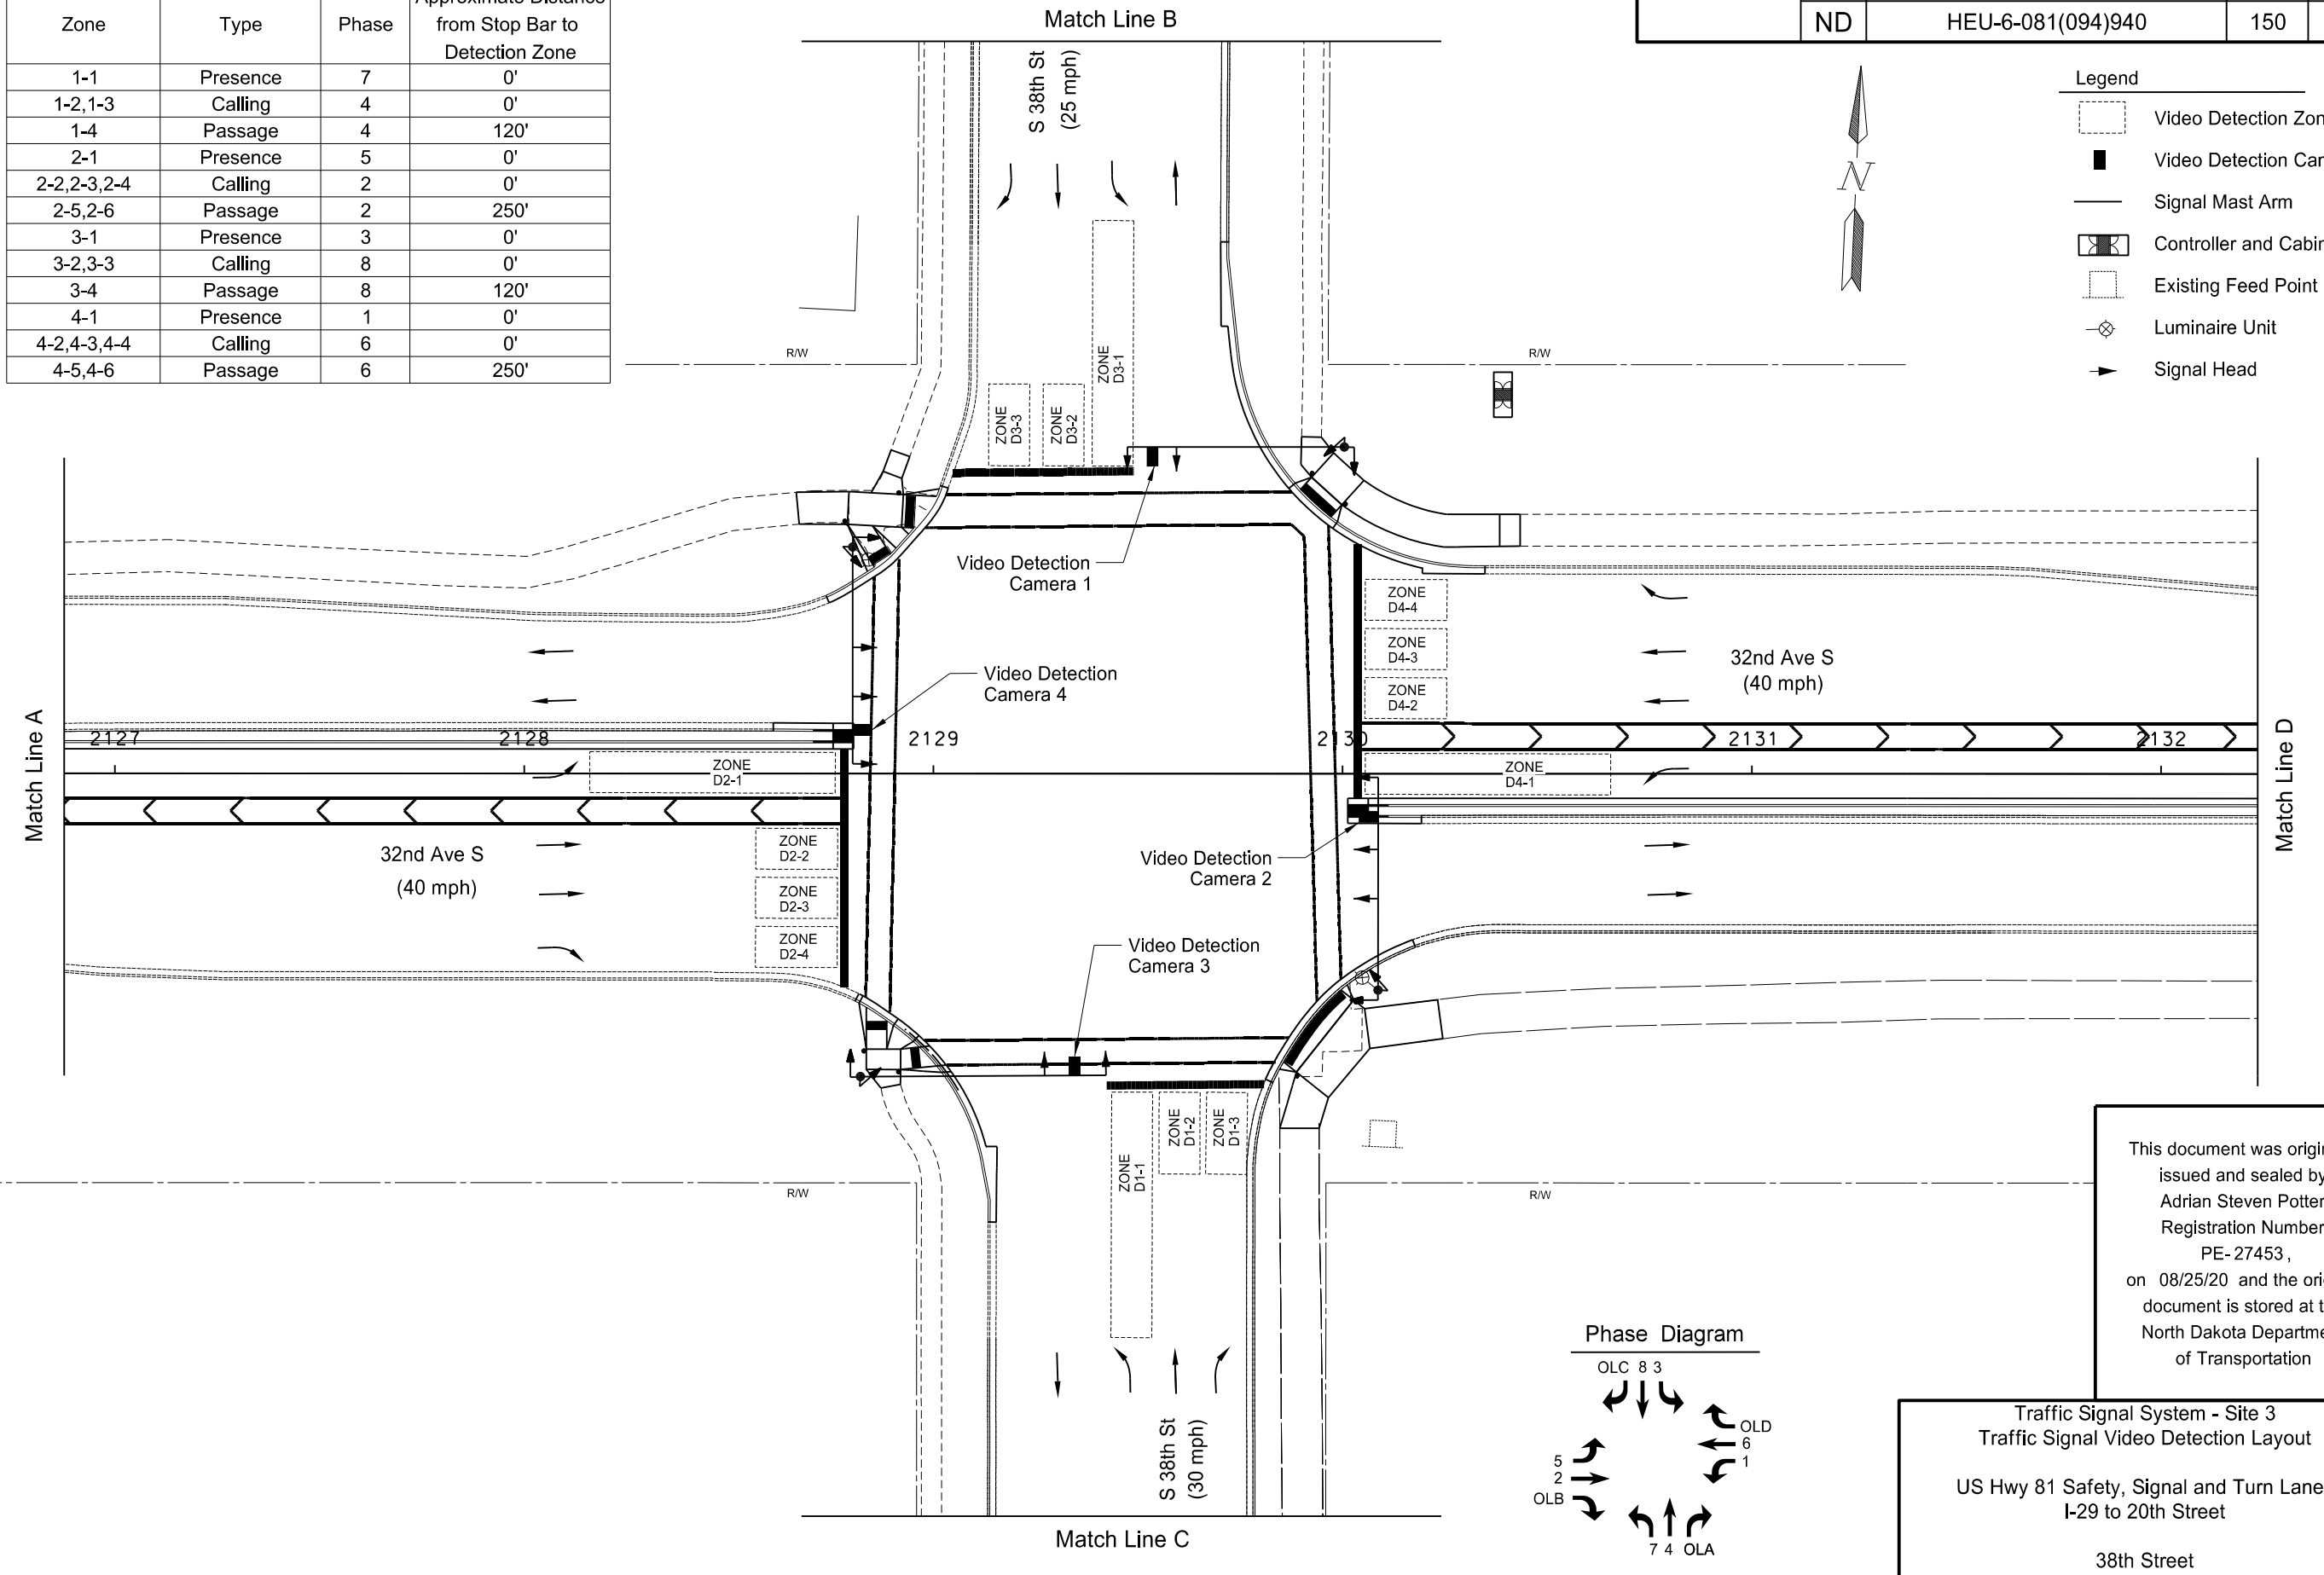 Approximate Distance
Zone Type Phase from Stop Bar to
Detection Zone
1-1 Presence 7 0'
1-2,1-3 Calling 4 0'
1-4 Passage 4 120'
2-1 Presence 5 0'
2-2,2-3,2-4 Calling 2 0'
2-5,2-6 Passage 2 250'
3-1 Presence 3 0'
3-2,3-3 Calling 8 0'
3-4 Passage 8 120'
4-1 Presence 1 0'
4-2,4-3,4-4 Calling 6 0'
4-5,4-6 Passage 6 250'
Match Line B
ND HEU-6-081(094)940 150
S 38th St
(25 mph)
N
Legend
Video Detection Zon
Video Detection Car
Signal Mast Arm
Controller and Cabin
Existing Feed Point
Luminaire Unit
Signal Head
R/W
R/W
ZONE
D3-3
ZONE
D3-2
ZONE
D3-1
Video Detection
Camera 1
Video Detection
Camera 4
ZONE
D4-4
ZONE
D4-3
ZONE
D4-2
32nd Ave S
(40 mph)
Match Line A
2127
2128
2129
2130
2131
2132
Match Line D
ZONE
D2-1
ZONE
D4-1
32nd Ave S
(40 mph)
ZONE
D2-2
ZONE
D2-3
ZONE
D2-4
Video Detection
Camera 2
Video Detection
Camera 3
ZONE
D1-1
ZONE
D1-2
ZONE
D1-3
R/W
R/W
S 38th St
(30 mph)
Match Line C
Phase Diagram
OLC 8 3
OLD
6
1
5
2
OLB
7 4 OLA
This document was origin
issued and sealed by
Adrian Steven Potter
Registration Number
PE-27453,
on 08/25/20 and the orig
document is stored at t
North Dakota Departme
of Transportation
Traffic Signal System - Site 3
Traffic Signal Video Detection Layout
US Hwy 81 Safety, Signal and Turn Lane
I-29 to 20th Street
38th Street